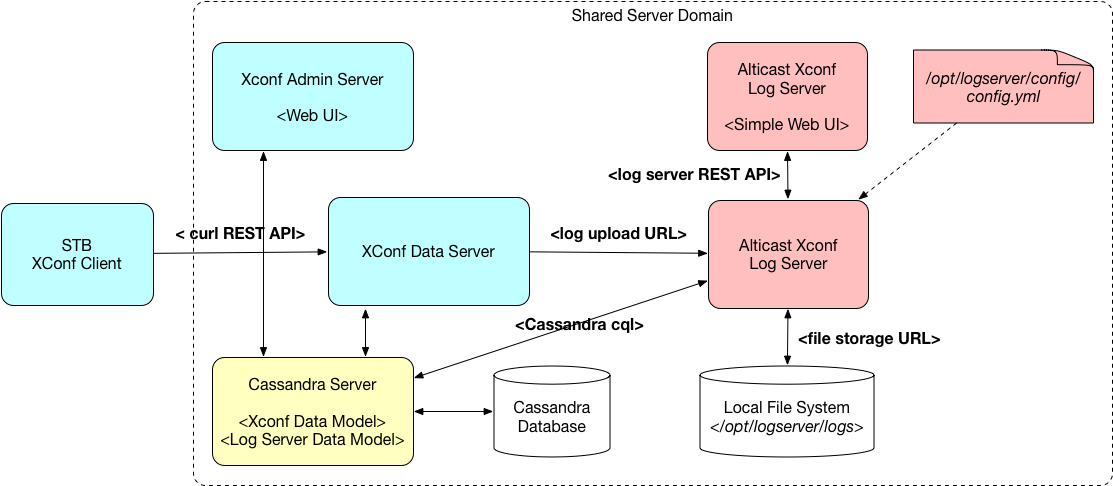 Shared Server Domain
Xconf Admin Server
<Web UI>
Alticast Xconf
Log Server
<Simple Web UI>
/opt/logserver/config/
config.yml
<log server REST API>
STB
XConf Client
< curl REST API>
XConf Data Server
<log upload URL>
Alticast Xconf
Log Server
<Cassandra cql>
<file storage URL>
Cassandra Server
<Xconf Data Model>
<Log Server Data Model>
Cassandra
Database
Local File System
</opt/logserver/logs>